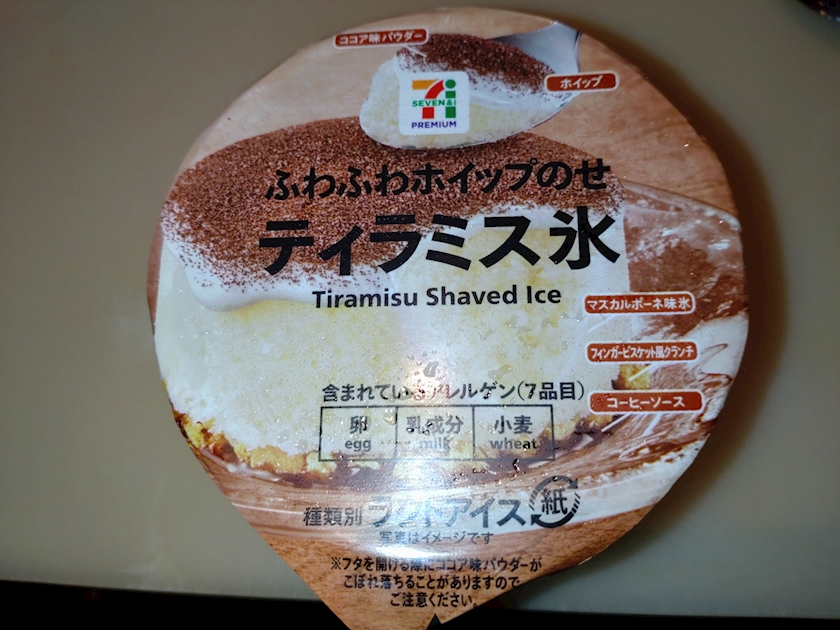 ココア味パウダー
ホイップ
SEVEN&i
PREMIUM
ふわふわホイップのせ
ティラミス氷
Tiramisu Shaved Ice
マスカルポーネ味氷
フィンガービスケット風クランチ
コーヒーソース
含まれているアレルゲン(7品目)
卵 乳成分 小麦
egg milk wheat
種類別 ラクトアイス 紙
写真はイメージです
※フタを開ける際にココア味パウダーが
こぼれ落ちることがありますので
ご注意ください。